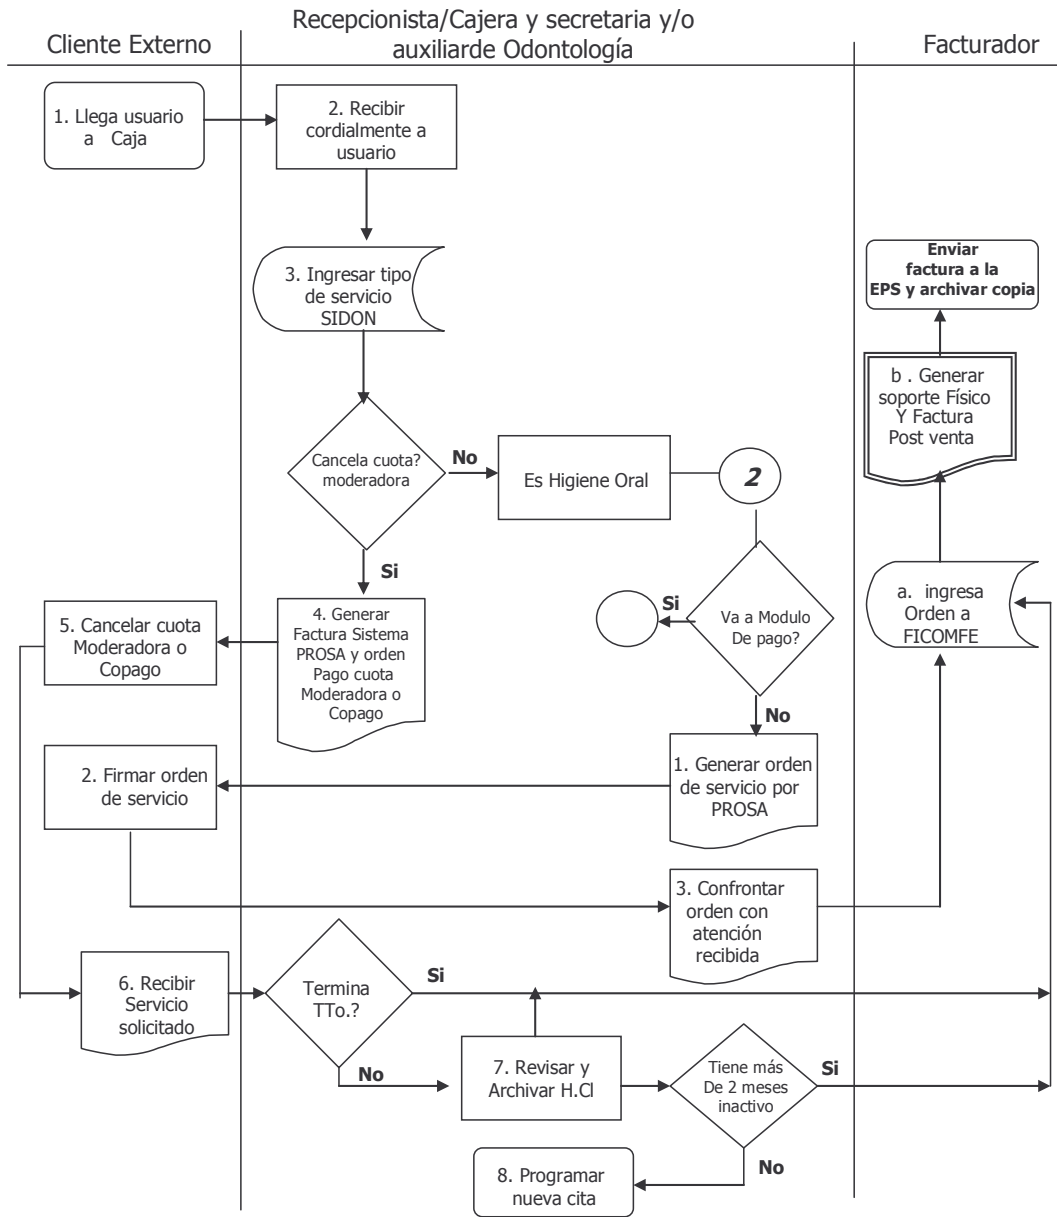 Cliente Externo
Recepcionista/Cajera y secretaria y/o
auxiliarde Odontología
Facturador
1. Llega usuario
a Caja
2. Recibir
cordialmente a
usuario
3. Ingresar tipo
de servicio
SIDON
Enviar
factura a la
EPS y archivar copia
b . Generar
soporte Físico
Y Factura
Post venta
Cancela cuota?
moderadora
No
Es Higiene Oral
2
Si
Va a Modulo
De pago?
Si
No
a. ingresa
Orden a
FICOMFE
4. Generar
Factura Sistema
PROSA y orden
Pago cuota
Moderadora o
Copago
5. Cancelar cuota
Moderadora o
Copago
1. Generar orden
de servicio por
PROSA
2. Firmar orden
de servicio
3. Confrontar
orden con
atención
recibida
6. Recibir
Servicio
solicitado
Termina
TTo.?
Si
No
7. Revisar y
Archivar H.Cl
Tiene más
De 2 meses
inactivo
Si
No
8. Programar
nueva cita